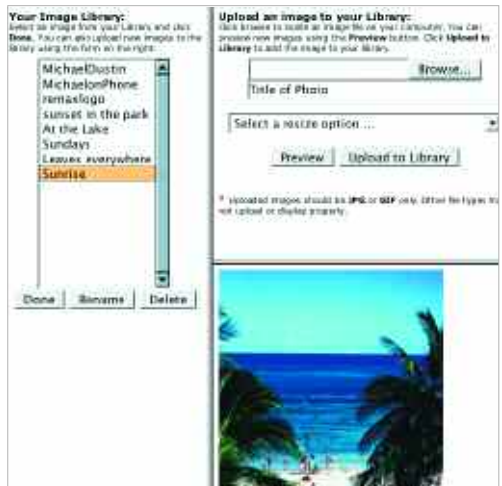 Your Image Library:
Select an image from your Library and click
Done. You can also upload new images to the
library using the form on the right.
MichaelDustin
MichaelonPhone
remaxlogo
sunset in the park
At the Lake
Sundays
Leaves everywhere
Sunrise
Done
Rename
Delete
Upload an image to your Library:
Click browse to locate an image file on your computer. You can
preview new images using the Preview button. Click Upload to
Library to add the image to your library.
Browse...
Title of Photo
Select a resize option ...
Preview
Upload to Library
* Uploaded images should be JPG or GIF only. Other file types
not upload or display properly.